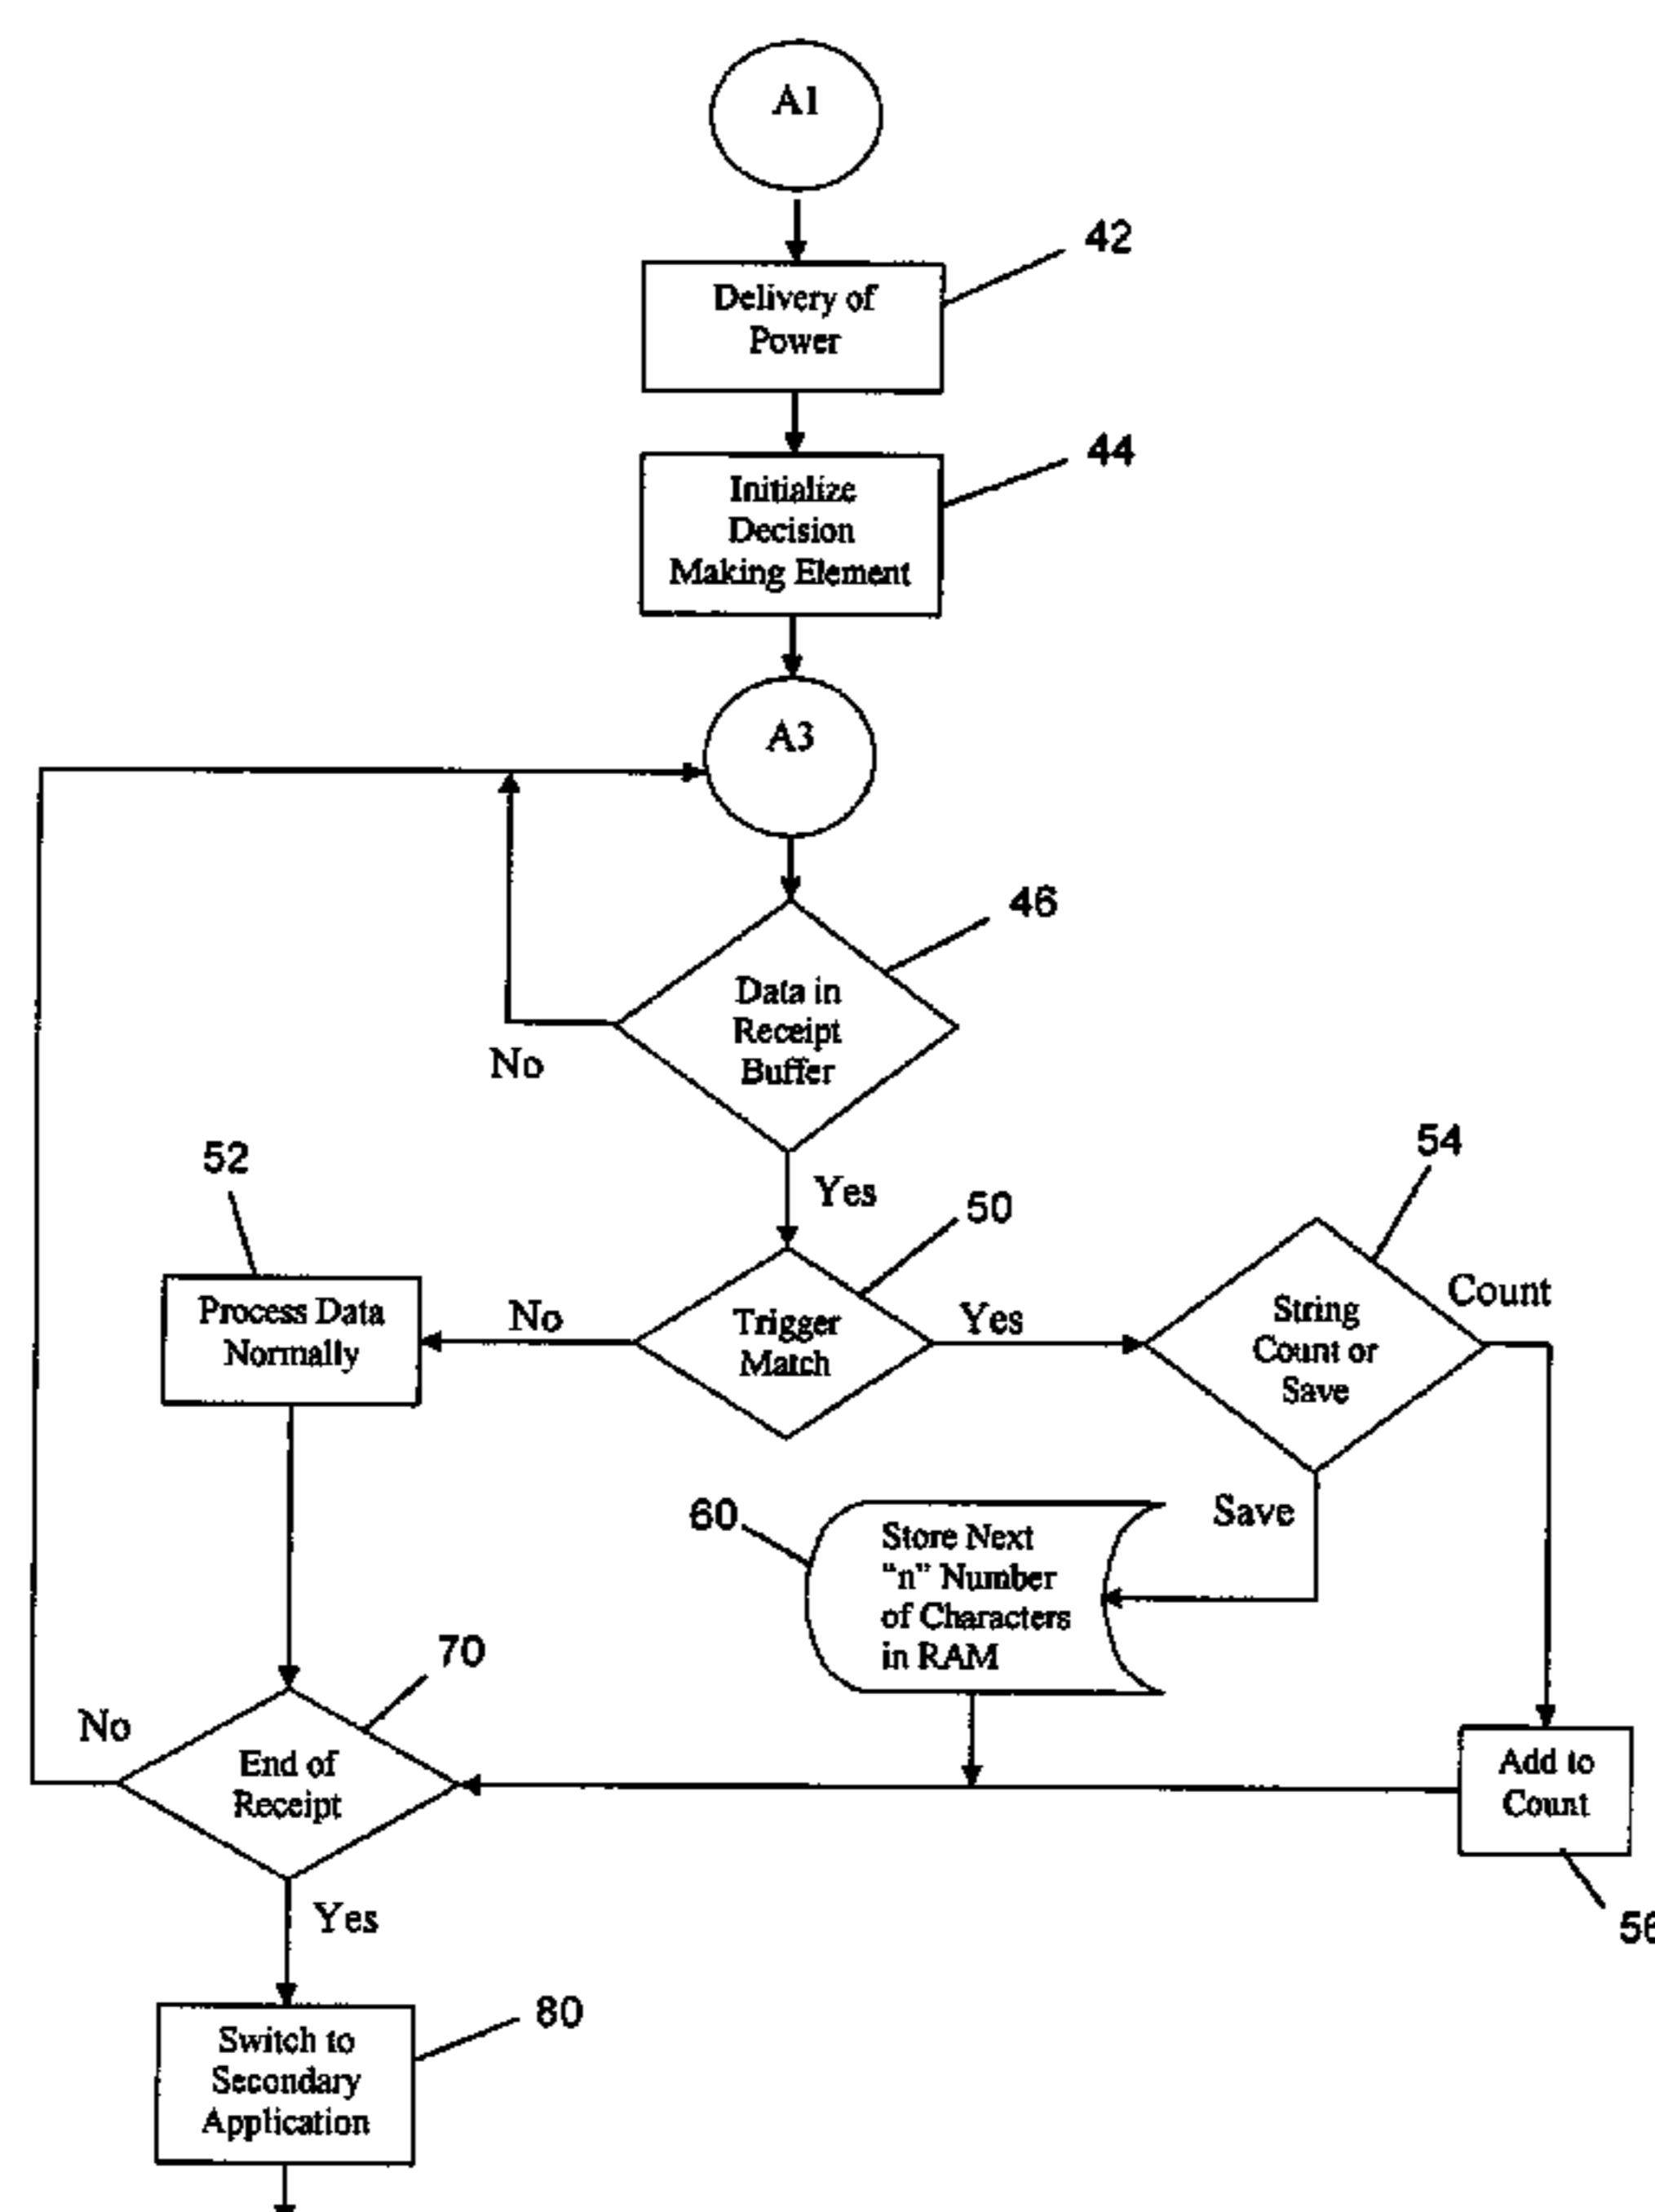 A1
42
Delivery of
Power
44
Initialize
Decision
Making Element
A3
46
Data in
Receipt
Buffer
No
Yes
52
50
54
Process Data
Normally
No
Trigger
Match
Yes
String
Count or
Save
Count
60
Store Next
"n" Number
of Characters
in RAM
Save
70
No
End of
Receipt
Add to
Count
56
Yes
80
Switch to
Secondary
Application